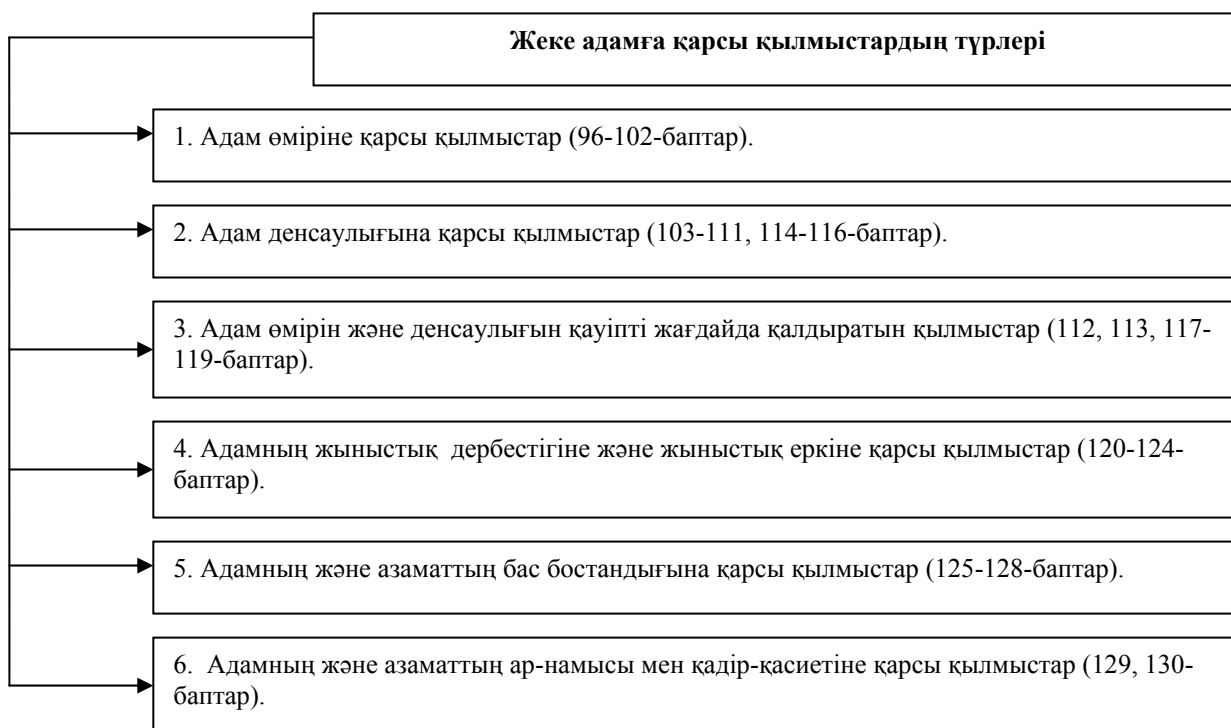 Жеке адамға қарсы қылмыстардың түрлері
1. Адам өміріне қарсы қылмыстар (96-102-баптар).
2. Адам денсаулығына қарсы қылмыстар (103-111, 114-116-баптар).
3. Адам өмірін және денсаулығын қауіпті жағдайда қалдыратын қылмыстар (112, 113, 117-
119-баптар).
4. Адамның жыныстық дербестігіне және жыныстық еркіне қарсы қылмыстар (120-124-
баптар).
5. Адамның және азаматтың бас бостандығына қарсы қылмыстар (125-128-баптар).
6. Адамның және азаматтың ар-намысы мен қадір-қасиетіне қарсы қылмыстар (129, 130-
баптар).